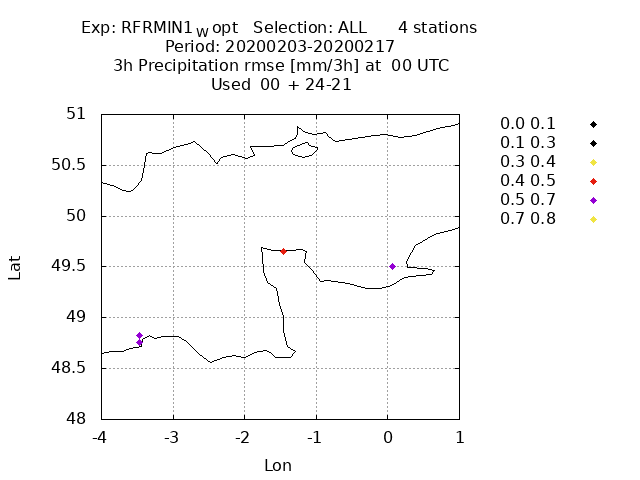 Exp: RFRMIN1wopt Selection: ALL 4 stations
Period: 20200203-20200217
3h Precipitation rmse [mm/3h] at 00 UTC
Used 00 + 24-21
51
50.5
50
49.5
49
48.5
48
-4 -3 -2 -1 0 1
Lat
Lon
0.0 0.1
0.1 0.3
0.3 0.4
0.4 0.5
0.5 0.7
0.7 0.8